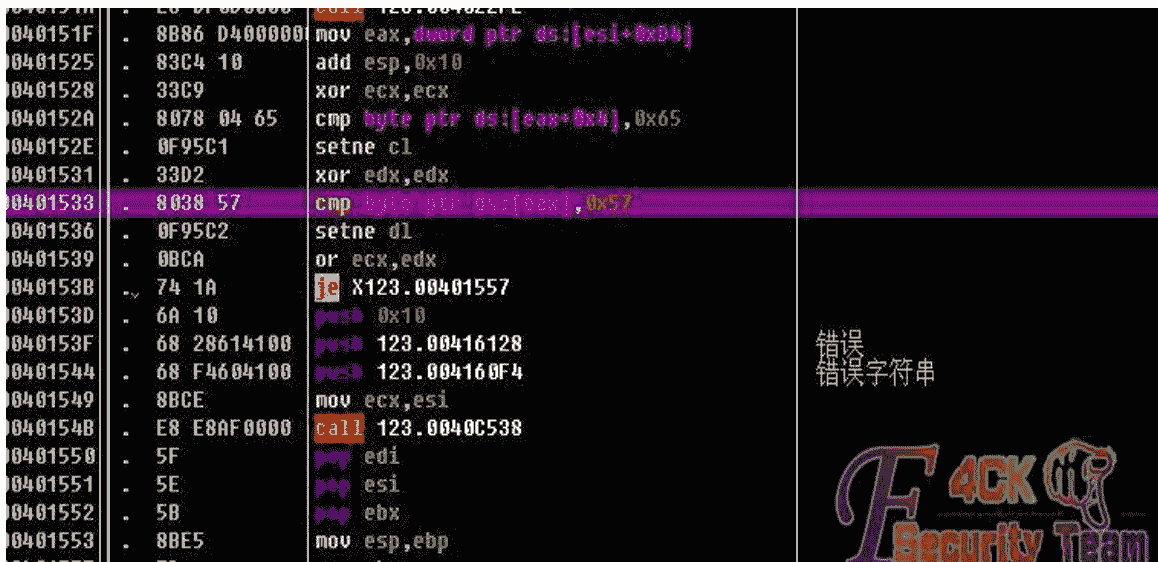 0040151F . 8B86 D4000000 mov eax,dword ptr ds:[esi+0xD4]
00401525 . 83C4 10 add esp,0x10
00401528 . 33C9 xor ecx,ecx
0040152A . 8078 04 65 cmp byte ptr ds:[eax+0x4],0x65
0040152E . 0F95C1 setne cl
00401531 . 33D2 xor edx,edx
00401533 . 8038 57 cmp byte ptr ds:[eax],0x57
00401536 . 0F95C2 setne dl
00401539 . 0BCA or ecx,edx
0040153B . 74 1A je X123.00401557
0040153D . 6A 10 push 0x10
0040153F . 68 28614100 push 123.00416128 错误
00401544 . 68 F4604100 push 123.004160F4 错误字符串
00401549 . 8BCE mov ecx,esi
0040154B . E8 E8AF0000 call 123.0040C538
00401550 . 5F pop edi
00401551 . 5E pop esi
00401552 . 5B pop ebx
00401553 . 8BE5 mov esp,ebp
F4CK
Security Team